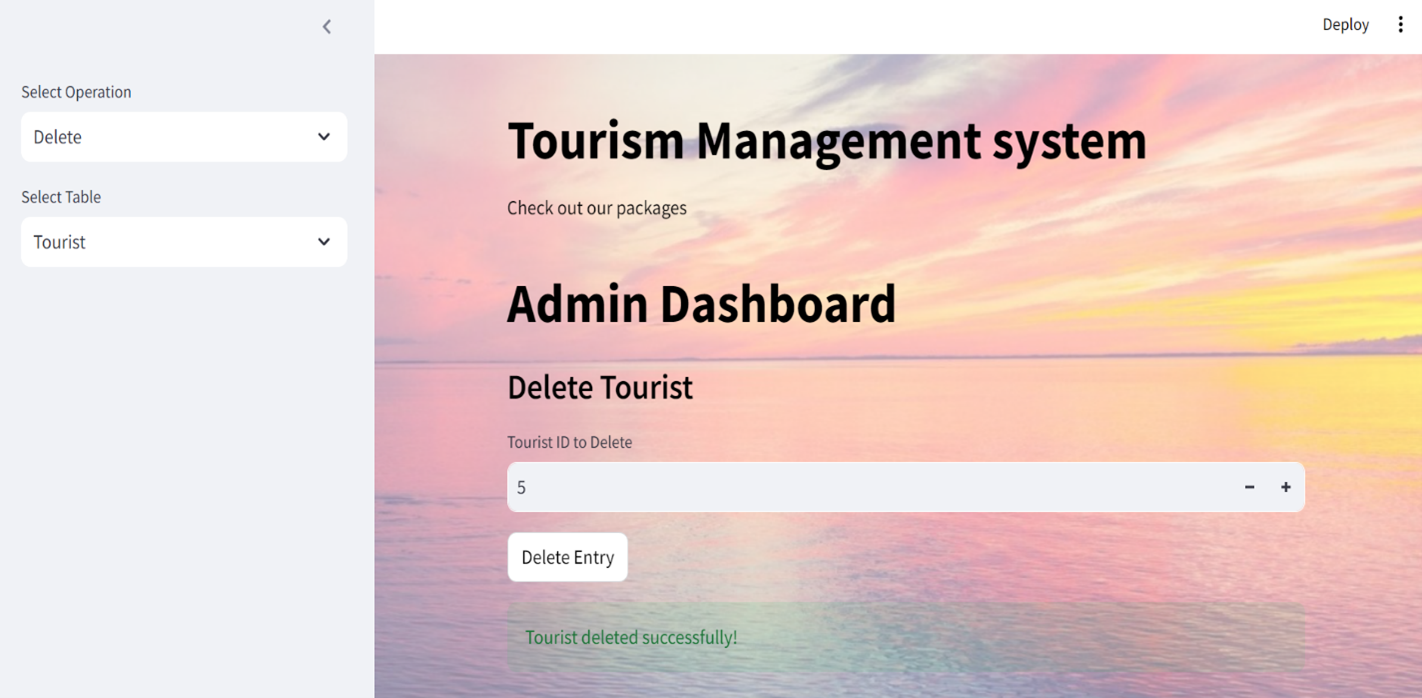 Deploy
Select Operation
Delete
Select Table
Tourist
Tourism Management system
Check out our packages
Admin Dashboard
Delete Tourist
Tourist ID to Delete
5
Delete Entry
Tourist deleted successfully!